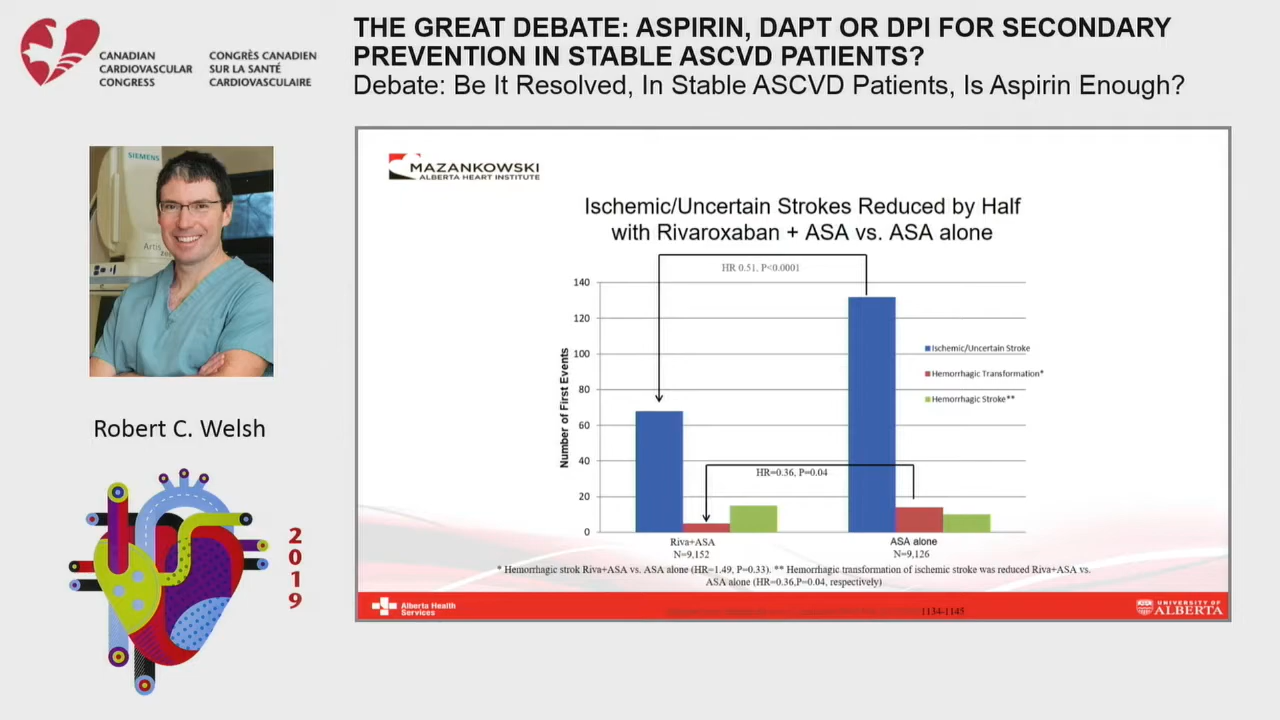 CANADIAN
CARDIOVASCULAR
CONGRESS
CONGRÈS CANADIEN
SUR LA SANTÉ
CARDIOVASCULAIRE
THE GREAT DEBATE: ASPIRIN, DAPT OR DPI FOR SECONDARY
PREVENTION IN STABLE ASCVD PATIENTS?
Debate: Be It Resolved, In Stable ASCVD Patients, Is Aspirin Enough?
SIEMENS
Artis
Robert C. Welsh
2019
MAZANKOWSKI
ALBERTA HEART INSTITUTE
Ischemic/Uncertain Strokes Reduced by Half
with Rivaroxaban + ASA vs. ASA alone
HR 0.51, P<0.0001
Number of First Events
140
120
100
80
60
40
20
0
Ischemic/Uncertain Stroke
Hemorrhagic Transformation*
Hemorrhagic Stroke**
HR=0.36, P=0.04
Riva+ASA
N=9,152
ASA alone
N=9,126
* Hemorrhagic strok Riva+ASA vs. ASA alone (HR=1.49, P=0.33). ** Hemorrhagic transformation of ischemic stroke was reduced Riva+ASA vs.
ASA alone (HR=0.36,P=0.04, respectively)
Alberta Health
Services
1134-1145
UNIVERSITY OF
ALBERTA